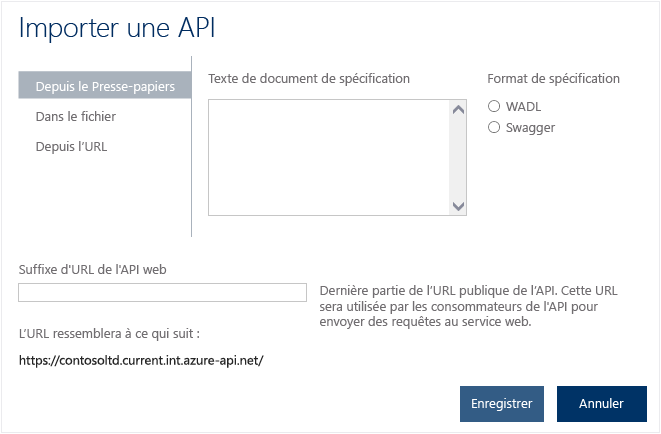 Importer une API
Depuis le Presse-papiers
Dans le fichier
Depuis l'URL
Texte de document de spécification
Format de spécification
WADL
Swagger
Suffixe d'URL de l'API web
Dernière partie de l'URL publique de l'API. Cette URL
sera utilisée par les consommateurs de l'API pour
envoyer des requêtes au service web.
L'URL ressemblera à ce qui suit :
https://contosoltd.current.int.azure-api.net/
Enregistrer
Annuler